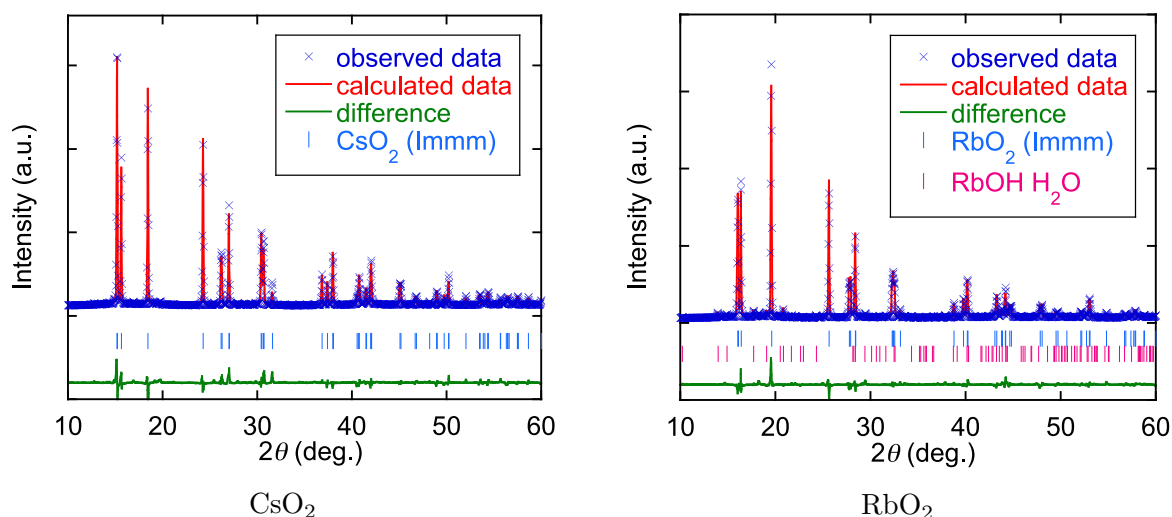 observed data
calculated data
difference
CsO₂ (Immm)
Intensity (a.u.)
10 20 30 40 50 60
2θ (deg.)
CsO₂
observed data
calculated data
difference
RbO₂ (Immm)
RbOH H₂O
Intensity (a.u.)
10 20 30 40 50 60
2θ (deg.)
RbO₂